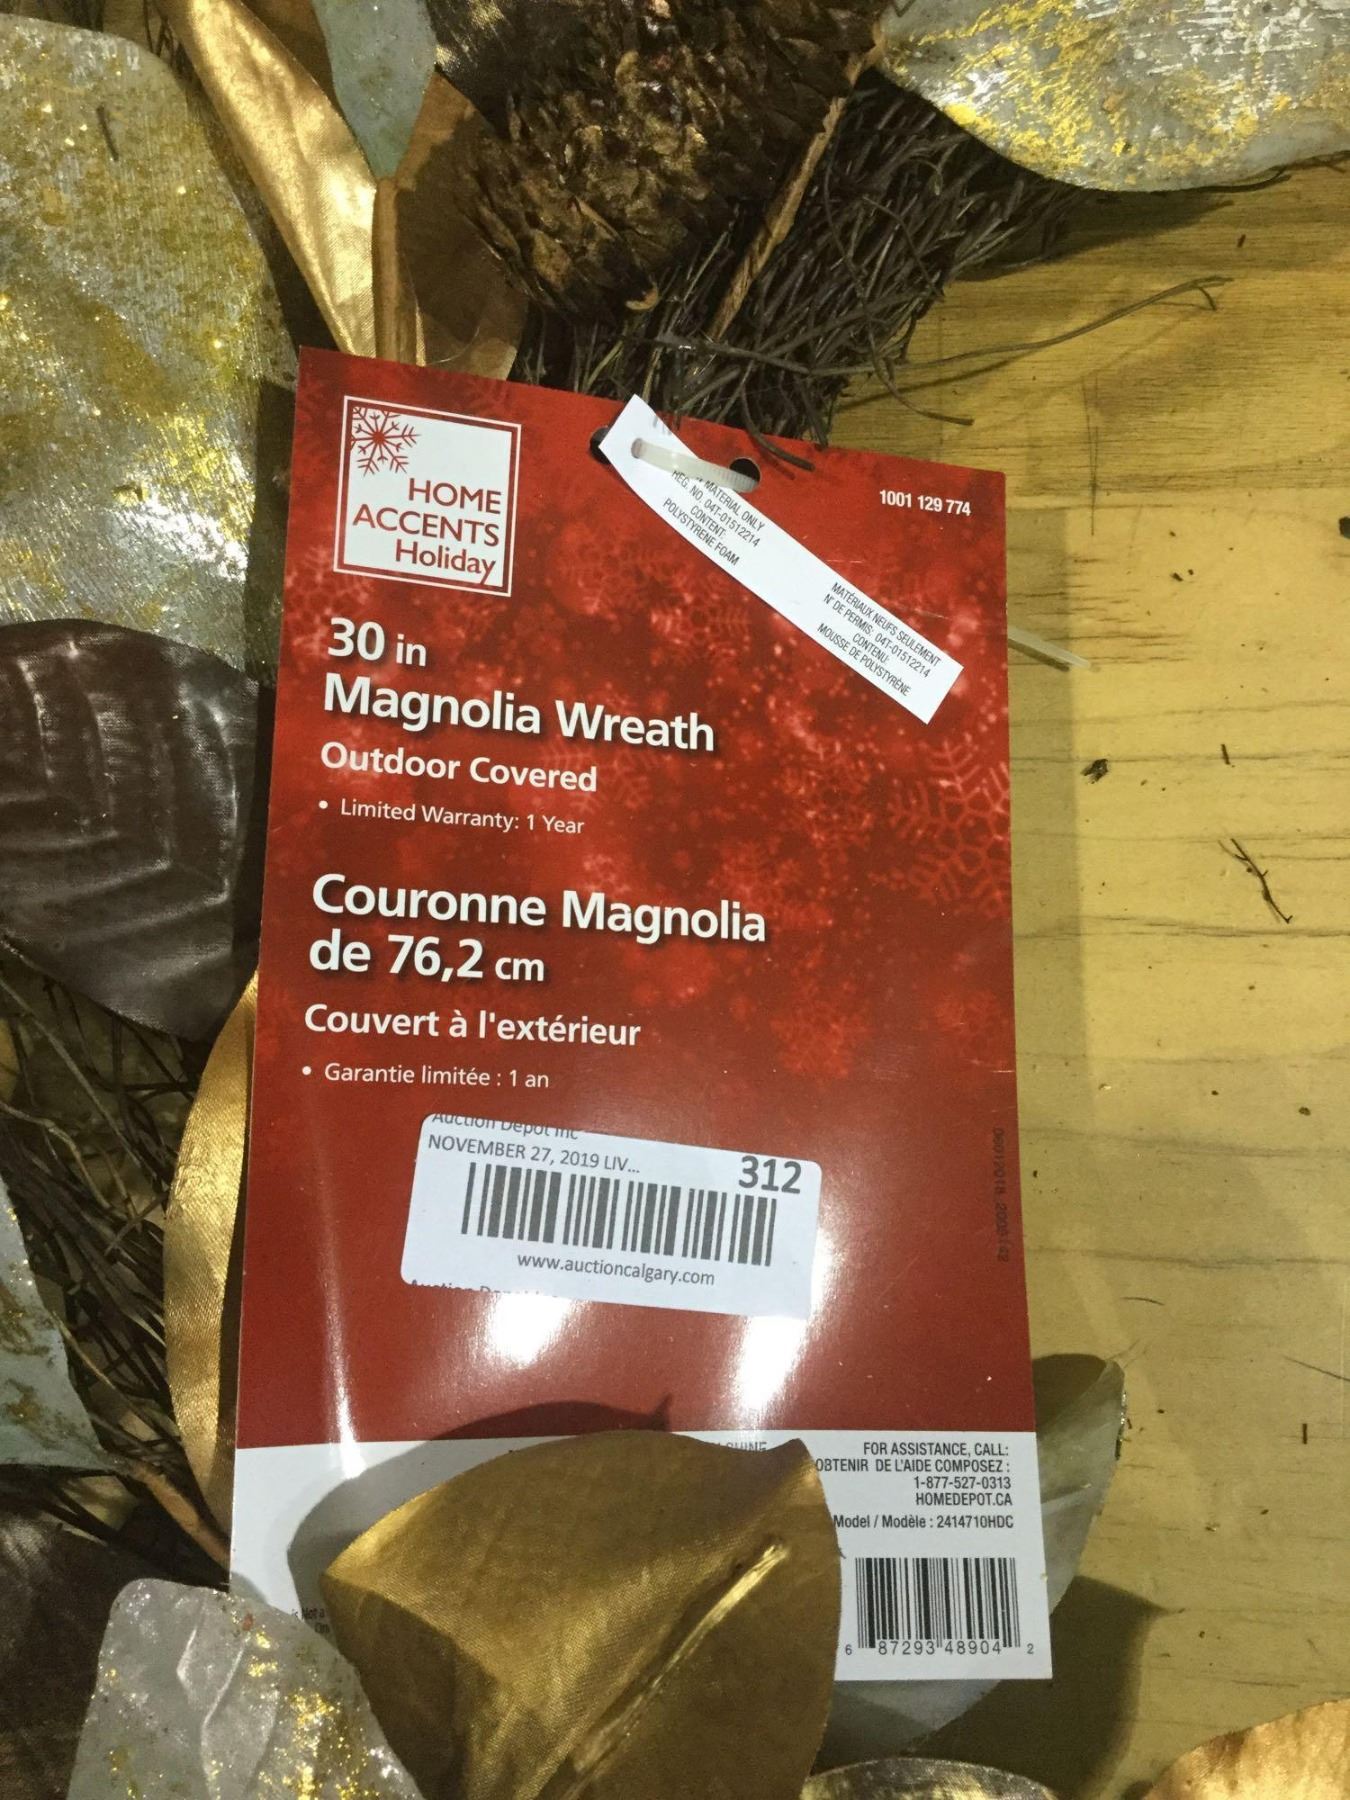 HOME
ACCENTS
Holiday
1001 129 774
MATERIAL ONLY
REG. NO. 04T-01512214
CONTENT:
POLYSTYRENE FOAM
MATÉRIAUX NEUFS SEULEMENT
N° DE PERMIS: 04T-01512214
CONTENU:
MOUSSE DE POLYSTYRÈNE
30 in
Magnolia Wreath
Outdoor Covered
• Limited Warranty: 1 Year
Couronne Magnolia
de 76,2 cm
Couvert à l'extérieur
• Garantie limitée : 1 an
Auction Depot Inc
NOVEMBER 27, 2019 LIV...
312
www.auctioncalgary.com
FOR ASSISTANCE, CALL:
OBTENIR DE L'AIDE COMPOSEZ :
1-877-527-0313
HOMEDEPOT.CA
Model / Modèle : 2414710HDC
6 87293 48904 2